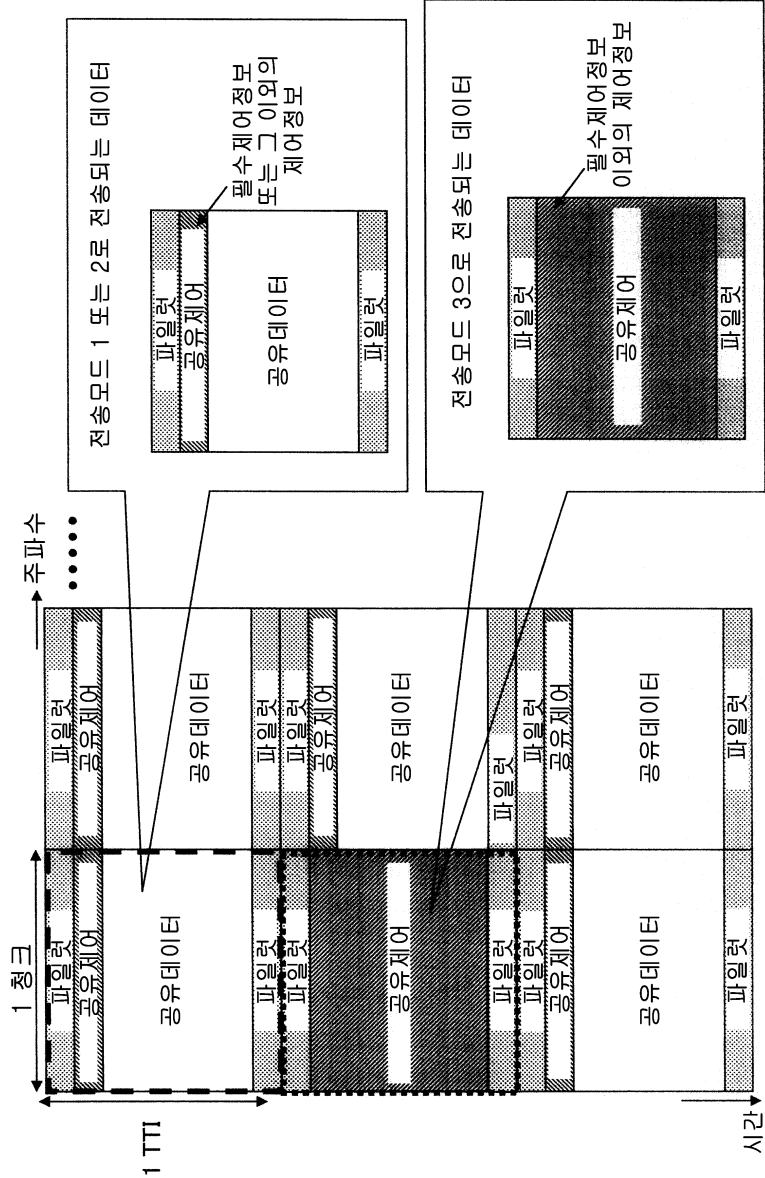 주파수
1 청크
1 TTI
시간
파일럿
공유제어
공유데이터
파일럿
파일럿
공유제어
공유데이터
파일럿
파일럿
공유제어
파일럿
파일럿
공유제어
공유데이터
파일럿
파일럿
공유제어
공유데이터
파일럿
파일럿
공유제어
공유데이터
파일럿
전송모드 1 또는 2로 전송되는 데이터
파일럿
공유제어
공유데이터
파일럿
필수제어정보
또는 그 이외의
제어정보
전송모드 3으로 전송되는 데이터
파일럿
공유제어
파일럿
필수제어정보
이외의 제어정보